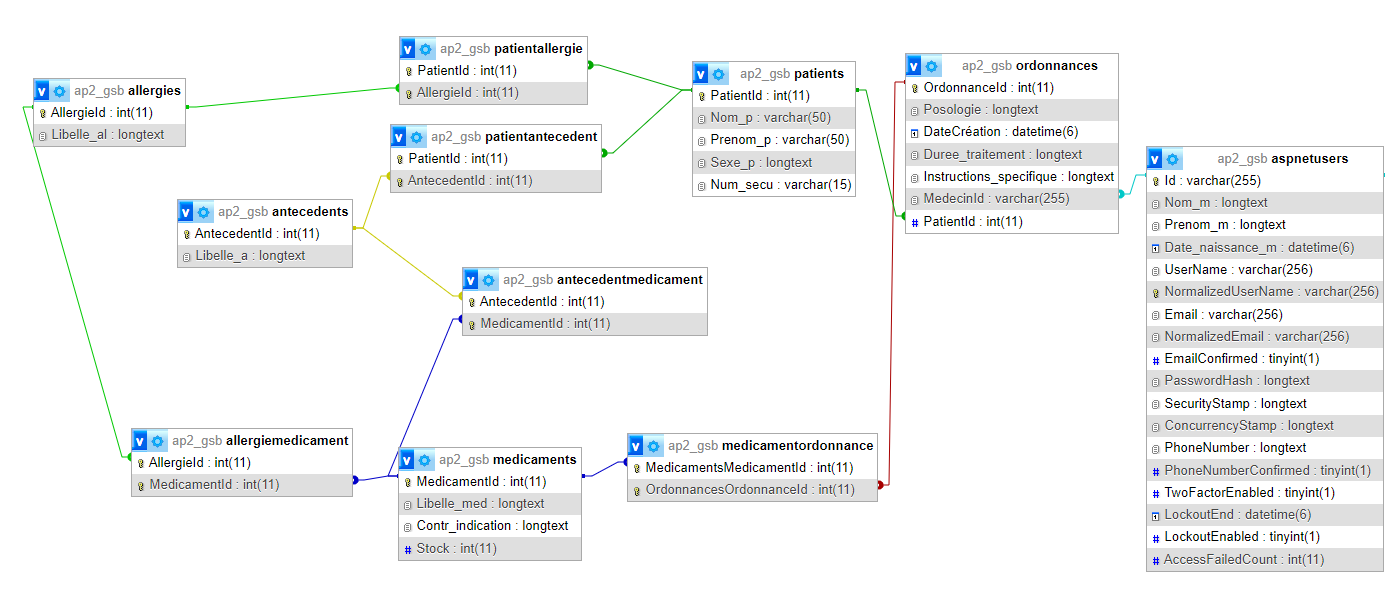 ap2_gsb allergies
AllergieId : int(11)
Libelle_al : longtext
ap2_gsb patientallergie
PatientId : int(11)
AllergieId : int(11)
ap2_gsb patientantecedent
PatientId : int(11)
AntecedentId : int(11)
ap2_gsb antecedents
AntecedentId : int(11)
Libelle_a : longtext
ap2_gsb antecedentmedicament
AntecedentId : int(11)
MedicamentId : int(11)
ap2_gsb allergiemedicament
AllergieId : int(11)
MedicamentId : int(11)
ap2_gsb medicaments
MedicamentId : int(11)
Libelle_med : longtext
Contr_indication : longtext
Stock : int(11)
ap2_gsb medicamentordonnance
MedicamentsMedicamentId : int(11)
OrdonnancesOrdonnanceId : int(11)
ap2_gsb patients
PatientId : int(11)
Nom_p : varchar(50)
Prenom_p : varchar(50)
Sexe_p : longtext
Num_secu : varchar(15)
ap2_gsb ordonnances
OrdonnanceId : int(11)
Posologie : longtext
DateCréation : datetime(6)
Duree_traitement : longtext
Instructions_specifique : longtext
MedecinId : varchar(255)
PatientId : int(11)
ap2_gsb aspnetusers
Id : varchar(255)
Nom_m : longtext
Prenom_m : longtext
Date_naissance_m : datetime(6)
UserName : varchar(256)
NormalizedUserName : varchar(256)
Email : varchar(256)
NormalizedEmail : varchar(256)
EmailConfirmed : tinyint(1)
PasswordHash : longtext
SecurityStamp : longtext
ConcurrencyStamp : longtext
PhoneNumber : longtext
PhoneNumberConfirmed : tinyint(1)
TwoFactorEnabled : tinyint(1)
LockoutEnd : datetime(6)
LockoutEnabled : tinyint(1)
AccessFailedCount : int(11)